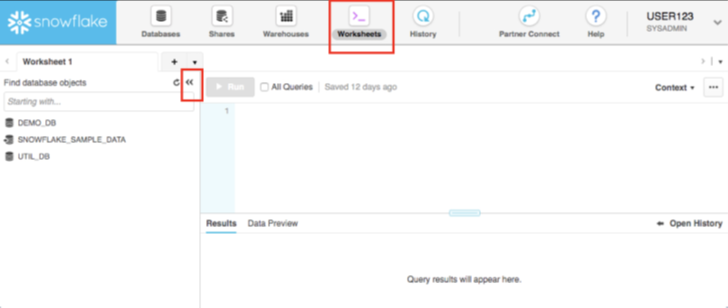 snowflake
Databases
Shares
Warehouses
Worksheets
History
Partner Connect
Help
USER123
SYSADMIN
Worksheet 1
Find database objects
Starting with...
DEMO_DB
SNOWFLAKE_SAMPLE_DATA
UTIL_DB
Run All Queries Saved 12 days ago Context
1
Results Data Preview Open History
Query results will appear here.